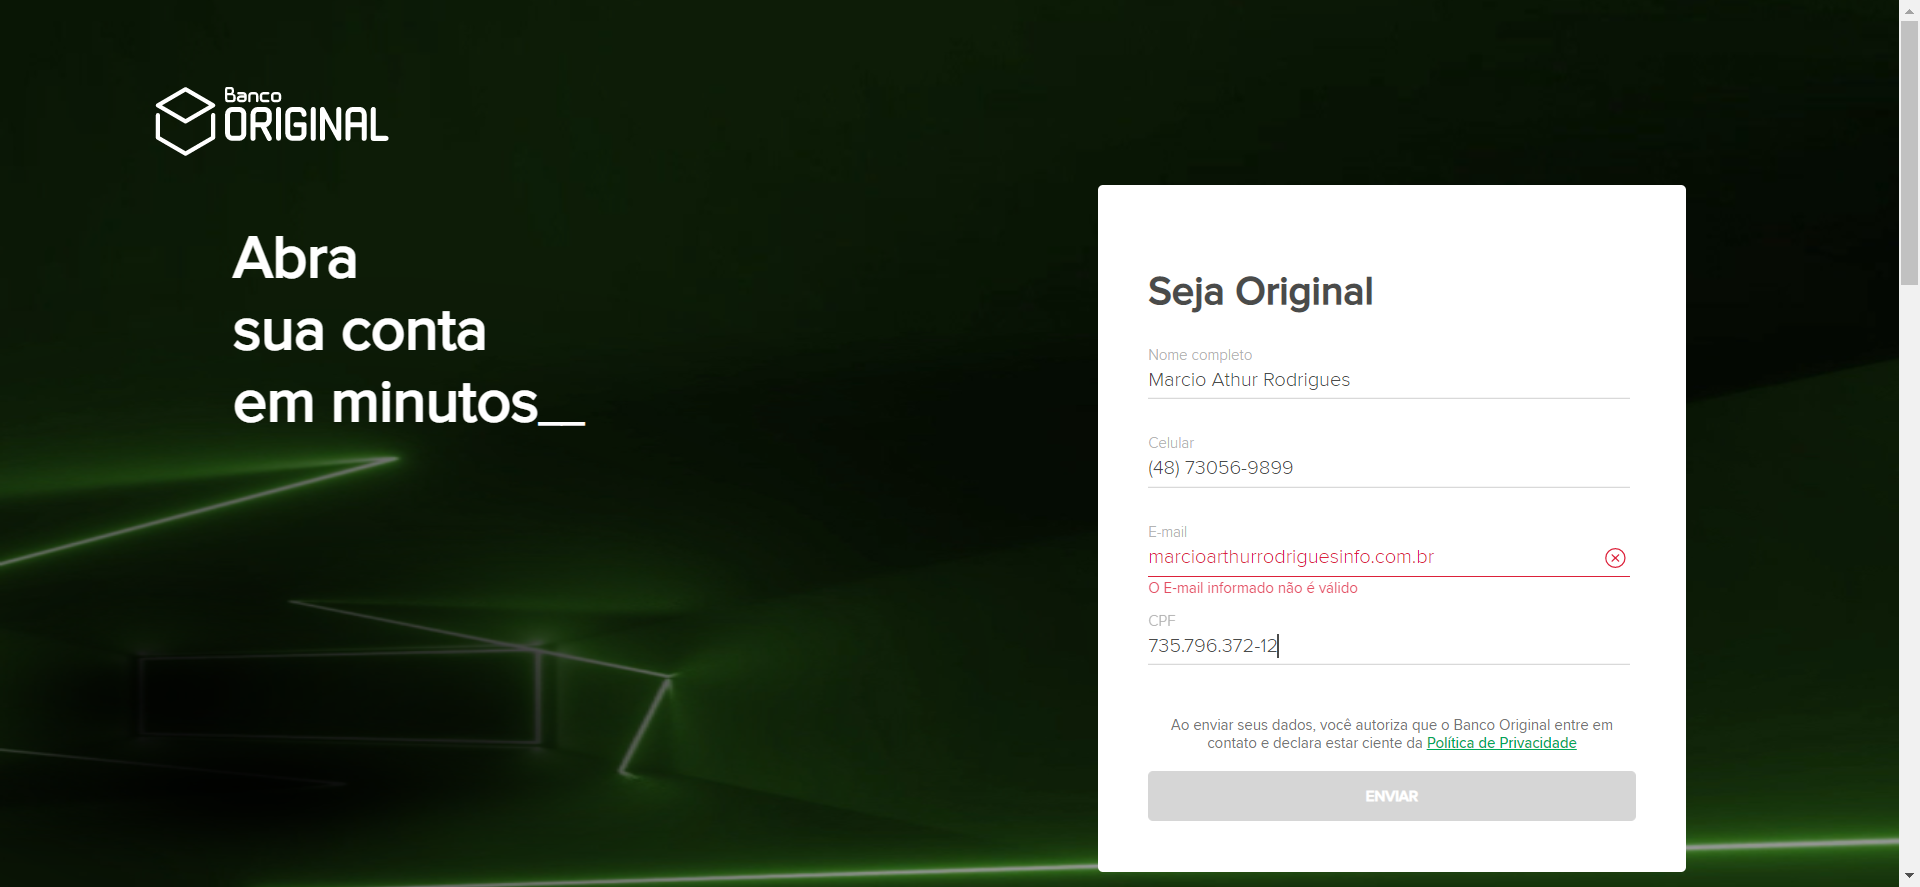 Banco
ORIGINAL
Abra
sua conta
em minutos__
Seja Original
Nome completo
Marcio Athur Rodrigues
Celular
(48) 73056-9899
E-mail
marcioarthurrodriguesinfo.com.br
O E-mail informado não é válido
CPF
735.796.372-12
Ao enviar seus dados, você autoriza que o Banco Original entre em
contato e declara estar ciente da Política de Privacidade
ENVIAR